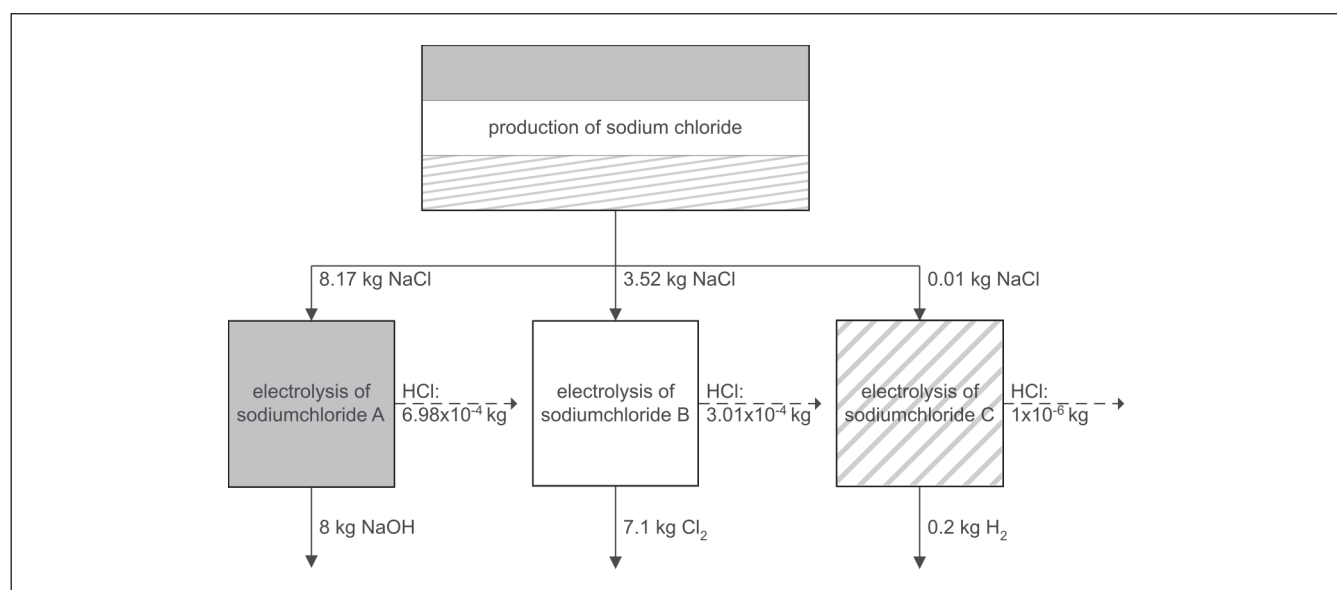 production of sodium chloride
8.17 kg NaCl
3.52 kg NaCl
0.01 kg NaCl
electrolysis of
sodiumchloride A
HCl:
6.98x10⁻⁴ kg
electrolysis of
sodiumchloride B
HCl:
3.01x10⁻⁴ kg
electrolysis of
sodiumchloride C
HCl:
1x10⁻⁶ kg
8 kg NaOH
7.1 kg Cl₂
0.2 kg H₂